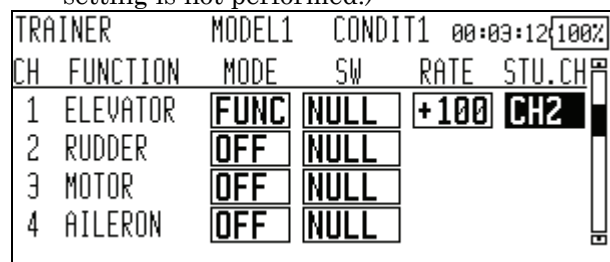 setting is not performed.)
TRAINER MODEL1 CONDIT1 00:03:12 100%
CH FUNCTION MODE SW RATE STU.CH
1 ELEVATOR FUNC NULL +100 CH2
2 RUDDER OFF NULL
3 MOTOR OFF NULL
4 AILERON OFF NULL